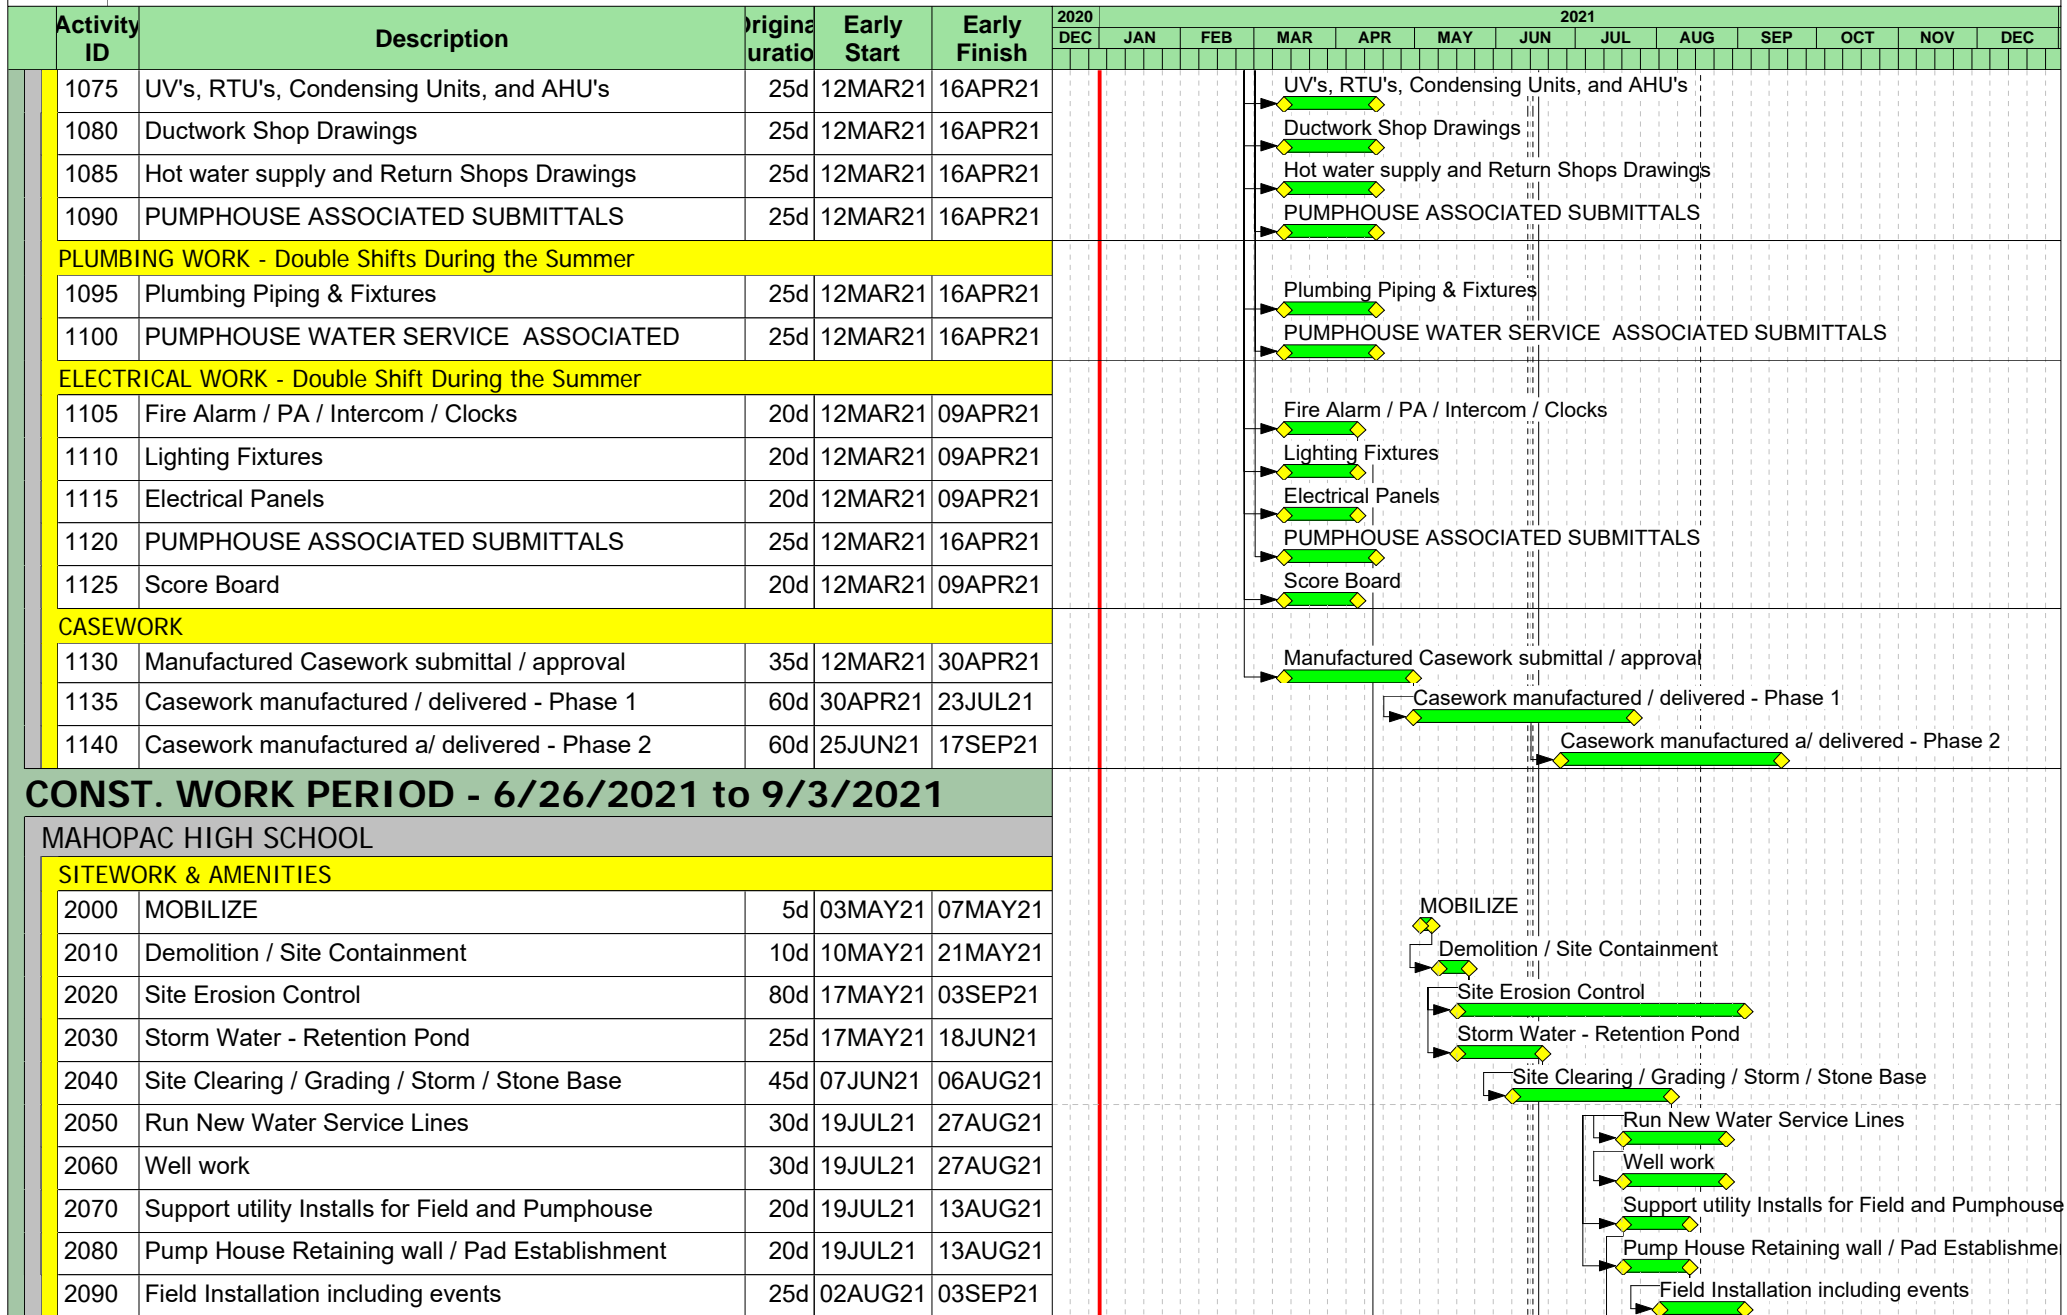 Activity ID Description Origina uratio Early Start Early Finish
2020 2021
DEC JAN FEB MAR APR MAY JUN JUL AUG SEP OCT NOV DEC
1075 UV's, RTU's, Condensing Units, and AHU's 25d 12MAR21 16APR21 UV's, RTU's, Condensing Units, and AHU's
1080 Ductwork Shop Drawings 25d 12MAR21 16APR21 Ductwork Shop Drawings
1085 Hot water supply and Return Shops Drawings 25d 12MAR21 16APR21 Hot water supply and Return Shops Drawings
1090 PUMPHOUSE ASSOCIATED SUBMITTALS 25d 12MAR21 16APR21 PUMPHOUSE ASSOCIATED SUBMITTALS
PLUMBING WORK - Double Shifts During the Summer
1095 Plumbing Piping & Fixtures 25d 12MAR21 16APR21 Plumbing Piping & Fixtures
1100 PUMPHOUSE WATER SERVICE ASSOCIATED 25d 12MAR21 16APR21 PUMPHOUSE WATER SERVICE ASSOCIATED SUBMITTALS
ELECTRICAL WORK - Double Shift During the Summer
1105 Fire Alarm / PA / Intercom / Clocks 20d 12MAR21 09APR21 Fire Alarm / PA / Intercom / Clocks
1110 Lighting Fixtures 20d 12MAR21 09APR21 Lighting Fixtures
1115 Electrical Panels 20d 12MAR21 09APR21 Electrical Panels
1120 PUMPHOUSE ASSOCIATED SUBMITTALS 25d 12MAR21 16APR21 PUMPHOUSE ASSOCIATED SUBMITTALS
1125 Score Board 20d 12MAR21 09APR21 Score Board
CASEWORK
1130 Manufactured Casework submittal / approval 35d 12MAR21 30APR21 Manufactured Casework submittal / approval
1135 Casework manufactured / delivered - Phase 1 60d 30APR21 23JUL21 Casework manufactured / delivered - Phase 1
1140 Casework manufactured a/ delivered - Phase 2 60d 25JUN21 17SEP21 Casework manufactured a/ delivered - Phase 2
CONST. WORK PERIOD - 6/26/2021 to 9/3/2021
MAHOPAC HIGH SCHOOL
SITEWORK & AMENITIES
2000 MOBILIZE 5d 03MAY21 07MAY21 MOBILIZE
2010 Demolition / Site Containment 10d 10MAY21 21MAY21 Demolition / Site Containment
2020 Site Erosion Control 80d 17MAY21 03SEP21 Site Erosion Control
2030 Storm Water - Retention Pond 25d 17MAY21 18JUN21 Storm Water - Retention Pond
2040 Site Clearing / Grading / Storm / Stone Base 45d 07JUN21 06AUG21 Site Clearing / Grading / Storm / Stone Base
2050 Run New Water Service Lines 30d 19JUL21 27AUG21 Run New Water Service Lines
2060 Well work 30d 19JUL21 27AUG21 Well work
2070 Support utility Installs for Field and Pumphouse 20d 19JUL21 13AUG21 Support utility Installs for Field and Pumphouse
2080 Pump House Retaining wall / Pad Establishment 20d 19JUL21 13AUG21 Pump House Retaining wall / Pad Establishme
2090 Field Installation including events 25d 02AUG21 03SEP21 Field Installation including events